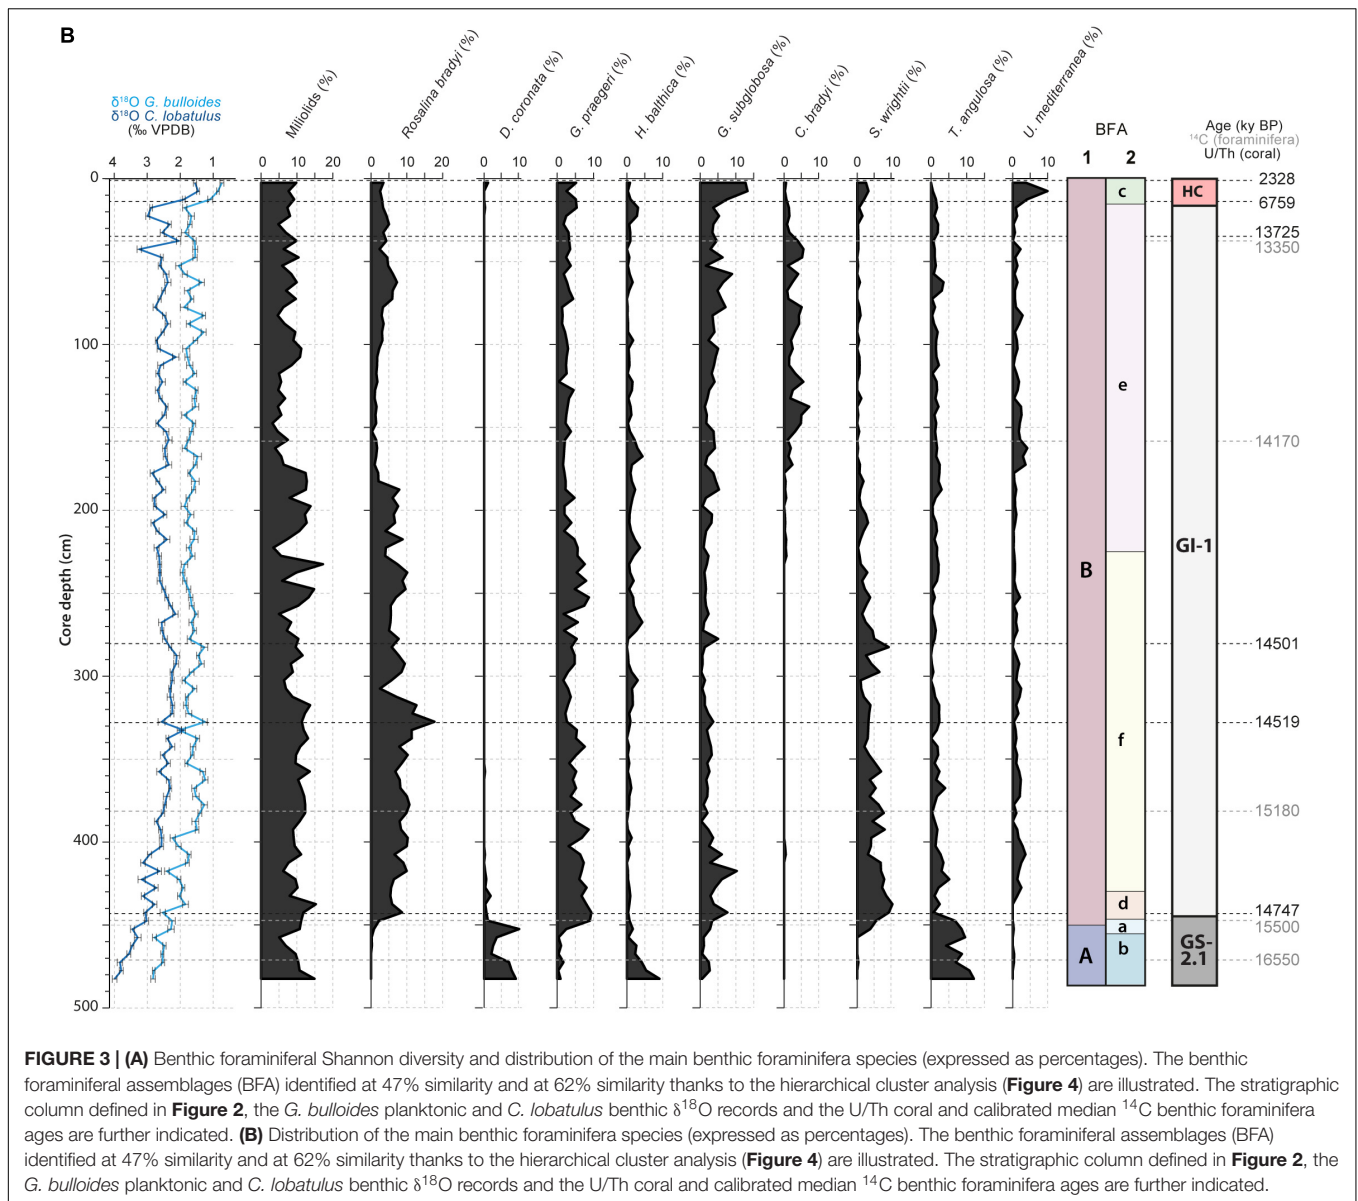 B
δ¹⁸O G. bulloides
δ¹⁸O C. lobatulus
(‰ VPDB)
Miliolids (%)
Rosalina bradyi (%)
D. coronata (%)
G. praegeri (%)
H. balthica (%)
G. subglobosa (%)
C. bradyi (%)
S. wrightii (%)
T. angulosa (%)
U. mediterranea (%)
BFA
1 2
Age (ky BP)
¹⁴C (foraminifera)
U/Th (coral)
4 3 2 1
0 10 20
0 10 20
0 10
0 10
0 10
0 10
0 10
0 10
0 10
0 10
Core depth (cm)
0
100
200
300
400
500
B
A
c
e
f
d
a
b
HC
GI-1
GS-
2.1
2328
6759
13725
13350
14170
14501
14519
15180
14747
15500
16550
FIGURE 3 | (A) Benthic foraminiferal Shannon diversity and distribution of the main benthic foraminifera species (expressed as percentages). The benthic
foraminiferal assemblages (BFA) identified at 47% similarity and at 62% similarity thanks to the hierarchical cluster analysis (Figure 4) are illustrated. The stratigraphic
column defined in Figure 2, the G. bulloides planktonic and C. lobatulus benthic δ¹⁸O records and the U/Th coral and calibrated median ¹⁴C benthic foraminifera
ages are further indicated. (B) Distribution of the main benthic foraminifera species (expressed as percentages). The benthic foraminiferal assemblages (BFA)
identified at 47% similarity and at 62% similarity thanks to the hierarchical cluster analysis (Figure 4) are illustrated. The stratigraphic column defined in Figure 2, the
G. bulloides planktonic and C. lobatulus benthic δ¹⁸O records and the U/Th coral and calibrated median ¹⁴C benthic foraminifera ages are further indicated.